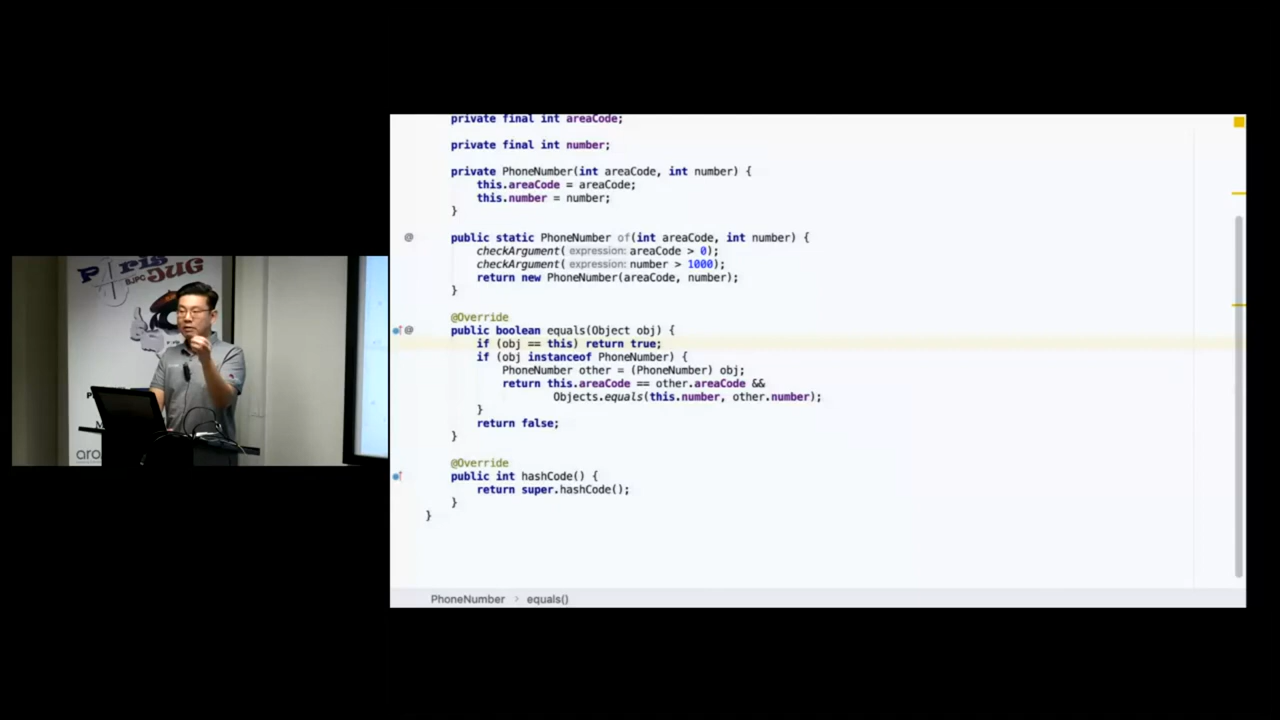 Paris
JUG
BJPC
aro
private final int areaCode;
private final int number;
private PhoneNumber(int areaCode, int number) {
this.areaCode = areaCode;
this.number = number;
}
@ public static PhoneNumber of(int areaCode, int number) {
checkArgument( expression: areaCode > 0);
checkArgument( expression: number > 1000);
return new PhoneNumber(areaCode, number);
}
@Override
@ public boolean equals(Object obj) {
if (obj == this) return true;
if (obj instanceof PhoneNumber) {
PhoneNumber other = (PhoneNumber) obj;
return this.areaCode == other.areaCode &&
Objects.equals(this.number, other.number);
}
return false;
}
@Override
public int hashCode() {
return super.hashCode();
}
}
PhoneNumber > equals()